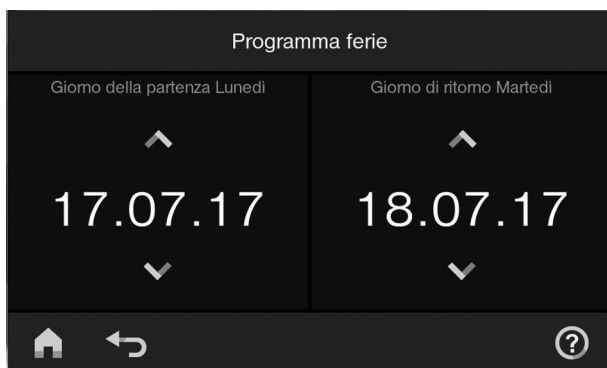 Programma ferie
Giorno della partenza Lunedì
Giorno di ritorno Martedì
17.07.17
18.07.17
?